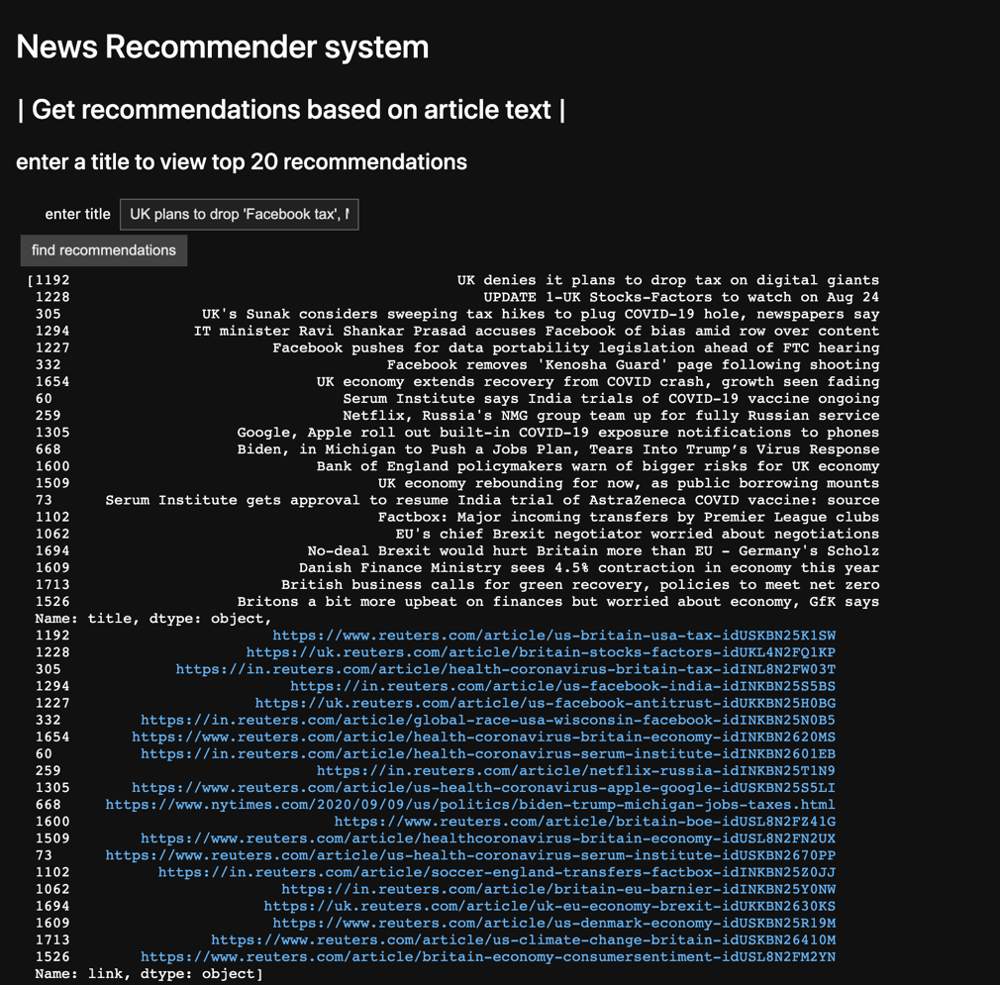 News Recommender system
| Get recommendations based on article text |
enter a title to view top 20 recommendations
enter title UK plans to drop 'Facebook tax',
find recommendations
[1192 UK denies it plans to drop tax on digital giants
1228 UPDATE 1-UK Stocks-Factors to watch on Aug 24
305 UK's Sunak considers sweeping tax hikes to plug COVID-19 hole, newspapers say
1294 IT minister Ravi Shankar Prasad accuses Facebook of bias amid row over content
1227 Facebook pushes for data portability legislation ahead of FTC hearing
332 Facebook removes 'Kenosha Guard' page following shooting
1654 UK economy extends recovery from COVID crash, growth seen fading
60 Serum Institute says India trials of COVID-19 vaccine ongoing
259 Netflix, Russia's NMG group team up for fully Russian service
1305 Google, Apple roll out built-in COVID-19 exposure notifications to phones
668 Biden, in Michigan to Push a Jobs Plan, Tears Into Trump’s Virus Response
1600 Bank of England policymakers warn of bigger risks for UK economy
1509 UK economy rebounding for now, as public borrowing mounts
73 Serum Institute gets approval to resume India trial of AstraZeneca COVID vaccine: source
1102 Factbox: Major incoming transfers by Premier League clubs
1062 EU's chief Brexit negotiator worried about negotiations
1694 No-deal Brexit would hurt Britain more than EU - Germany's Scholz
1609 Danish Finance Ministry sees 4.5% contraction in economy this year
1713 British business calls for green recovery, policies to meet net zero
1526 Britons a bit more upbeat on finances but worried about economy, GfK says
Name: title, dtype: object,
1192 https://www.reuters.com/article/us-britain-usa-tax-idUSKBN25K1SW
1228 https://uk.reuters.com/article/britain-stocks-factors-idUKL4N2FQ1KP
305 https://in.reuters.com/article/health-coronavirus-britain-tax-idINL8N2FW03T
1294 https://in.reuters.com/article/us-facebook-india-idINKBN25S5BS
1227 https://uk.reuters.com/article/us-facebook-antitrust-idUKKBN25H0BG
332 https://in.reuters.com/article/global-race-usa-wisconsin-facebook-idINKBN25N0B5
1654 https://www.reuters.com/article/health-coronavirus-britain-economy-idINKBN2620MS
60 https://in.reuters.com/article/health-coronavirus-serum-institute-idINKBN2601EB
259 https://in.reuters.com/article/netflix-russia-idINKBN25T1N9
1305 https://www.reuters.com/article/us-health-coronavirus-apple-google-idUSKBN25S5LI
668 https://www.nytimes.com/2020/09/09/us/politics/biden-trump-michigan-jobs-taxes.html
1600 https://www.reuters.com/article/britain-boe-idUSL8N2FZ41G
1509 https://www.reuters.com/article/healthcoronavirus-britain-economy-idUSL8N2FN2UX
73 https://www.reuters.com/article/us-health-coronavirus-serum-institute-idUSKBN2670PP
1102 https://in.reuters.com/article/soccer-england-transfers-factbox-idINKBN25Z0JJ
1062 https://in.reuters.com/article/britain-eu-barnier-idINKBN25Y0NW
1694 https://uk.reuters.com/article/uk-eu-economy-brexit-idUKKBN2630KS
1609 https://www.reuters.com/article/us-denmark-economy-idUSKBN25R19M
1713 https://www.reuters.com/article/us-climate-change-britain-idUSKBN26410M
1526 https://www.reuters.com/article/britain-economy-consumersentiment-idUSL8N2FM2YN
Name: link, dtype: object]